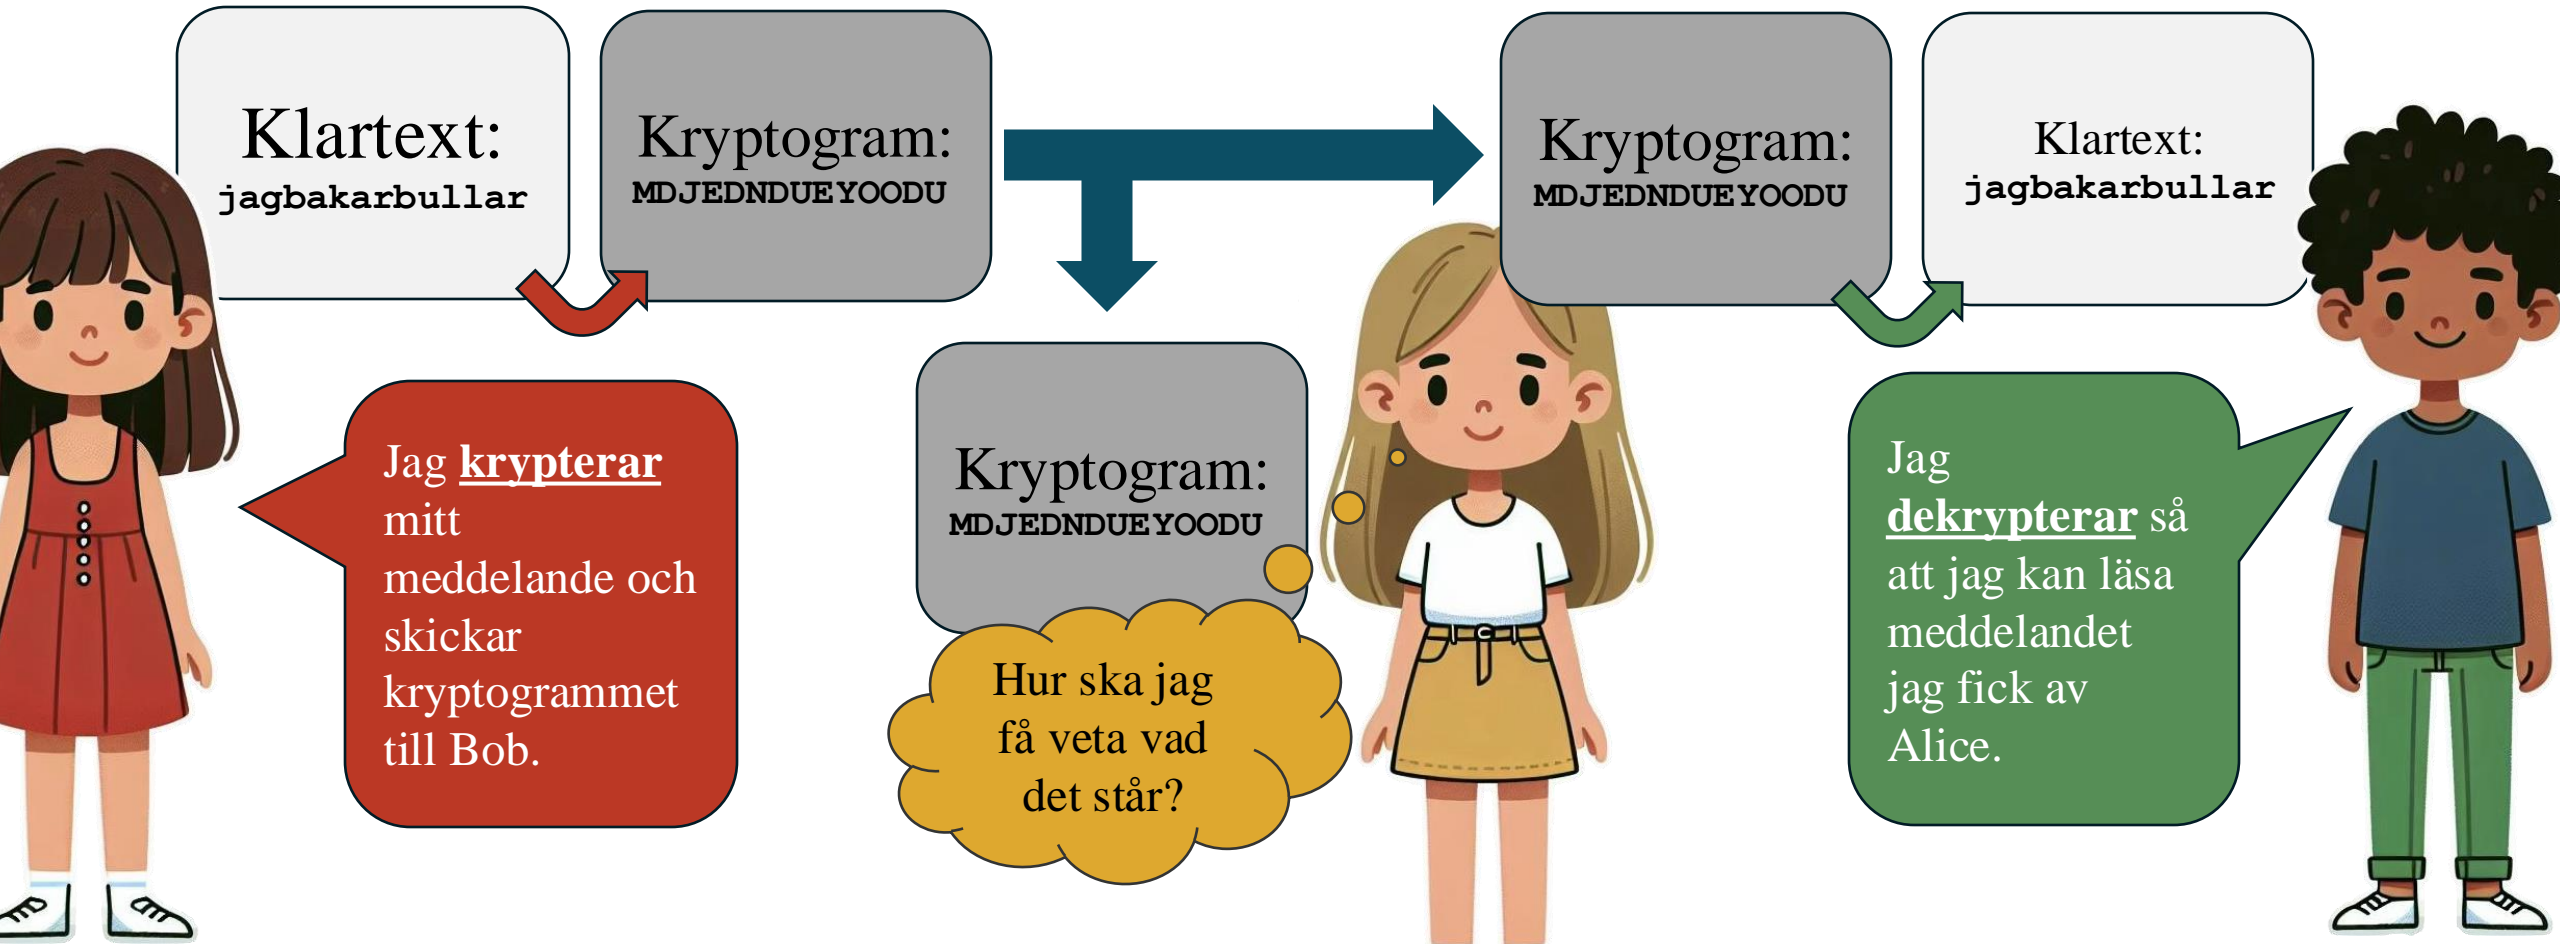 Klartext:
jagbakarbullar
Kryptogram:
MDJEDNDUEYOODU
Kryptogram:
MDJEDNDUEYOODU
Klartext:
jagbakarbullar
Jag krypterar
mitt
meddelande och
skickar
kryptogrammet
till Bob.
Kryptogram:
MDJEDNDUEYOODU
Hur ska jag
få veta vad
det står?
Jag
dekrypterar så
att jag kan läsa
meddelandet
jag fick av
Alice.